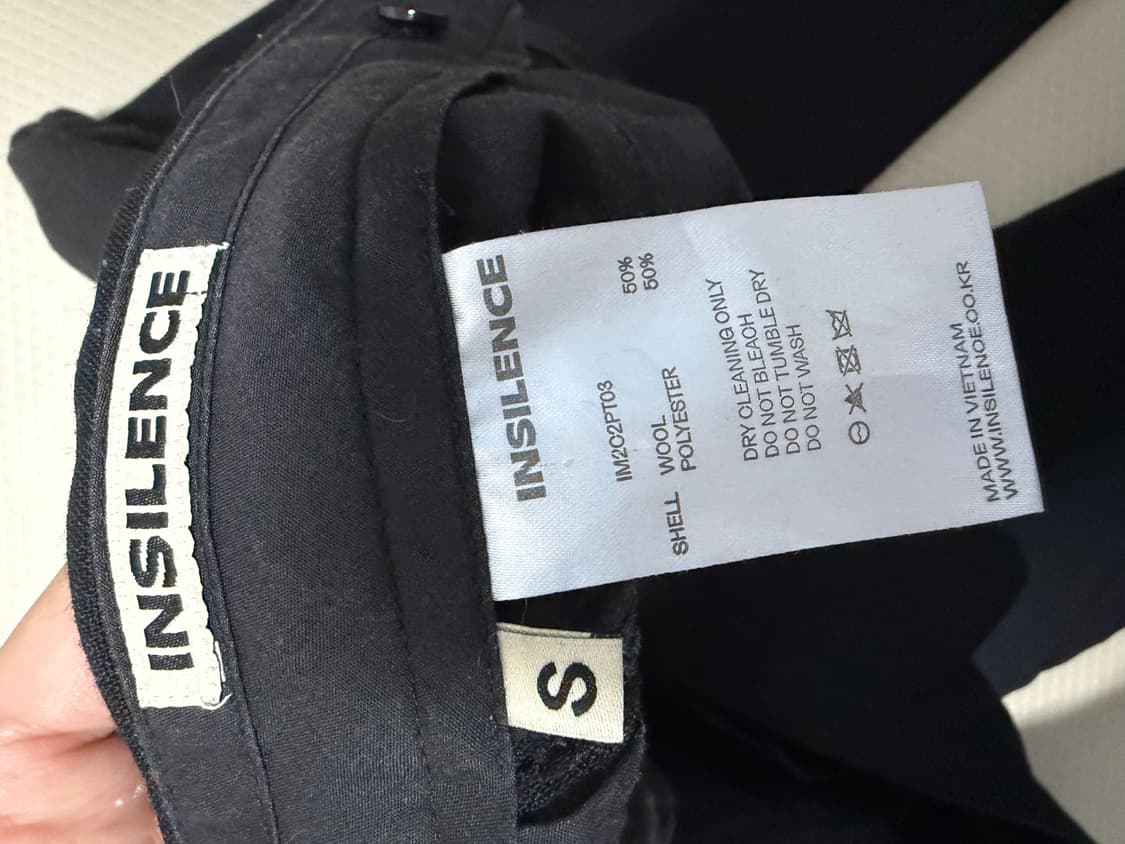 INSILENCE
INSILENCE
IM2C2PT03
SHELL WOOL 50%
POLYESTER 50%
DRY CLEANING ONLY
DO NOT BLEACH
DO NOT TUMBLE DRY
DO NOT WASH
MADE IN VIETNAM
WWW.INSILENCE.CO.KR
S